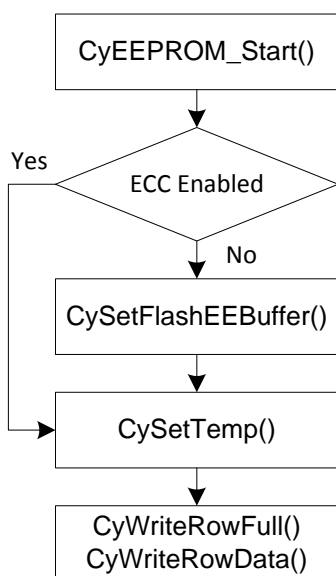 CyEEPROM_Start()
Yes
ECC Enabled
No
CySetFlashEEBuffer()
CySetTemp()
CyWriteRowFull()
CyWriteRowData()